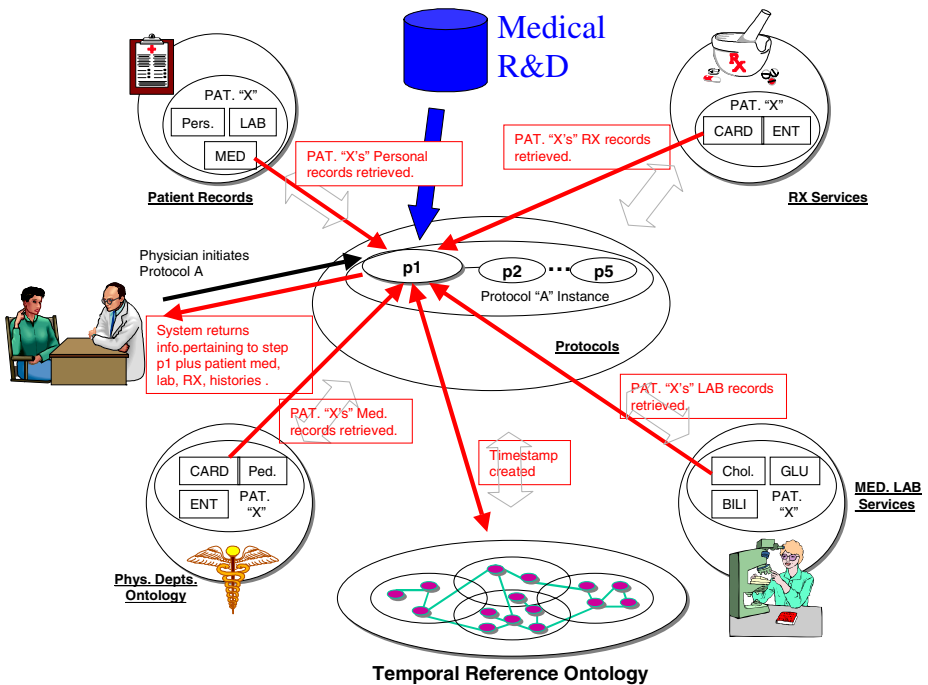 Medical
R&D
PAT. “X”
Pers.
LAB
MED
Patient Records
PAT. “X’s” Personal
records retrieved.
PAT. “X’s” RX records
retrieved.
RX
PAT. “X”
CARD
ENT
RX Services
Physician initiates
Protocol A
p1
p2
p5
Protocol “A” Instance
Protocols
System returns
info.pertaining to step
p1 plus patient med,
lab, RX, histories .
PAT. “X’s” Med.
records retrieved.
PAT. “X’s” LAB records
retrieved.
Timestamp
created
CARD
Ped.
ENT
PAT.
“X”
Phys. Depts.
Ontology
Chol.
GLU
BILI
PAT.
“X”
MED. LAB
Services
Temporal Reference Ontology